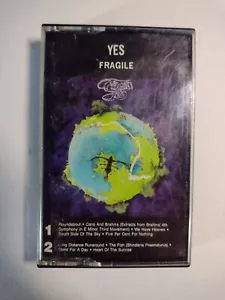 YES
FRAGILE
Yes
1
Roundabout • Cans And Brahms (Extracts from Brahms' 4th
Symphony in E Minor Third Movement) • We Have Heaven •
South Side Of The Sky • Five Per Cent For Nothing
2
Long Distance Runaround • The Fish (Shindleria Praematurus) •
Mood For A Day • Heart Of The Sunrise